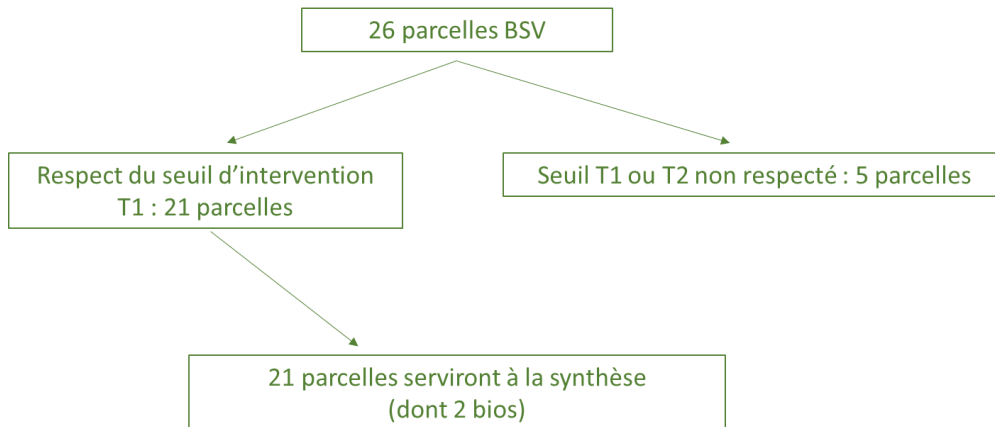 26 parcelles BSV
Respect du seuil d’intervention
T1 : 21 parcelles
Seuil T1 ou T2 non respecté : 5 parcelles
21 parcelles serviront à la synthèse
(dont 2 bios)